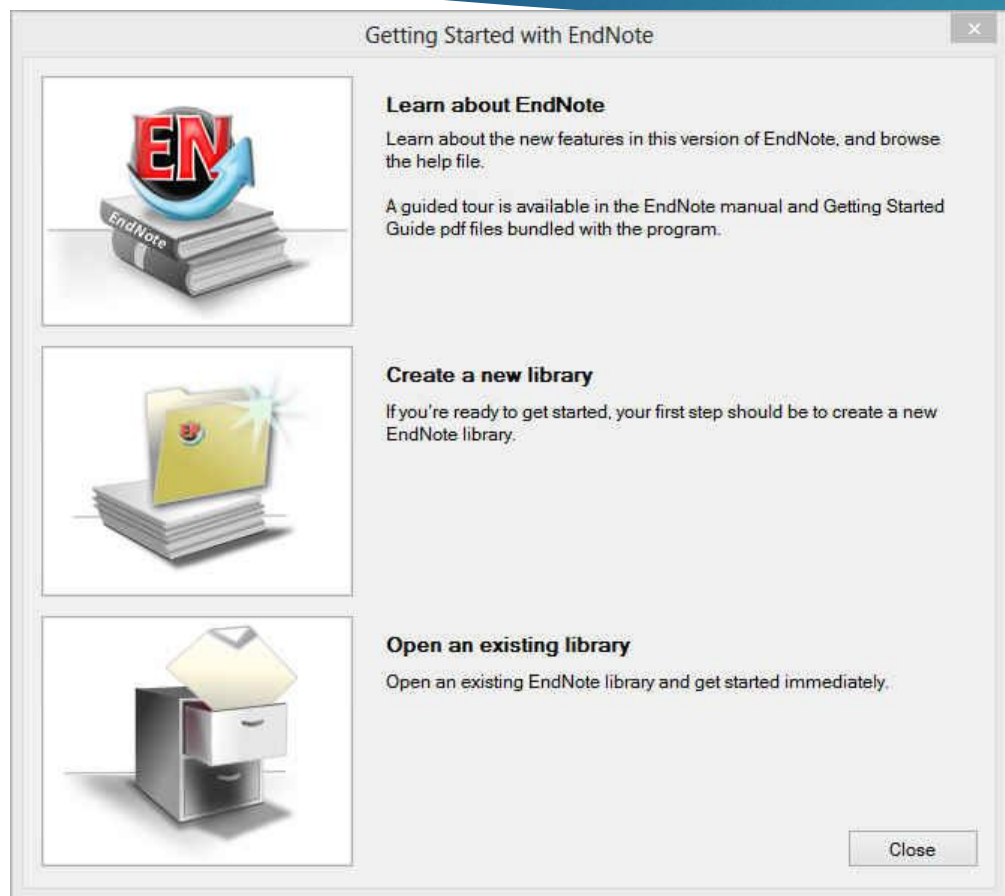 Getting Started with EndNote
EN
EndNote
Learn about EndNote
Learn about the new features in this version of EndNote, and browse
the help file.
A guided tour is available in the EndNote manual and Getting Started
Guide pdf files bundled with the program.
EN
Create a new library
If you're ready to get started, your first step should be to create a new
EndNote library.
Open an existing library
Open an existing EndNote library and get started immediately.
Close